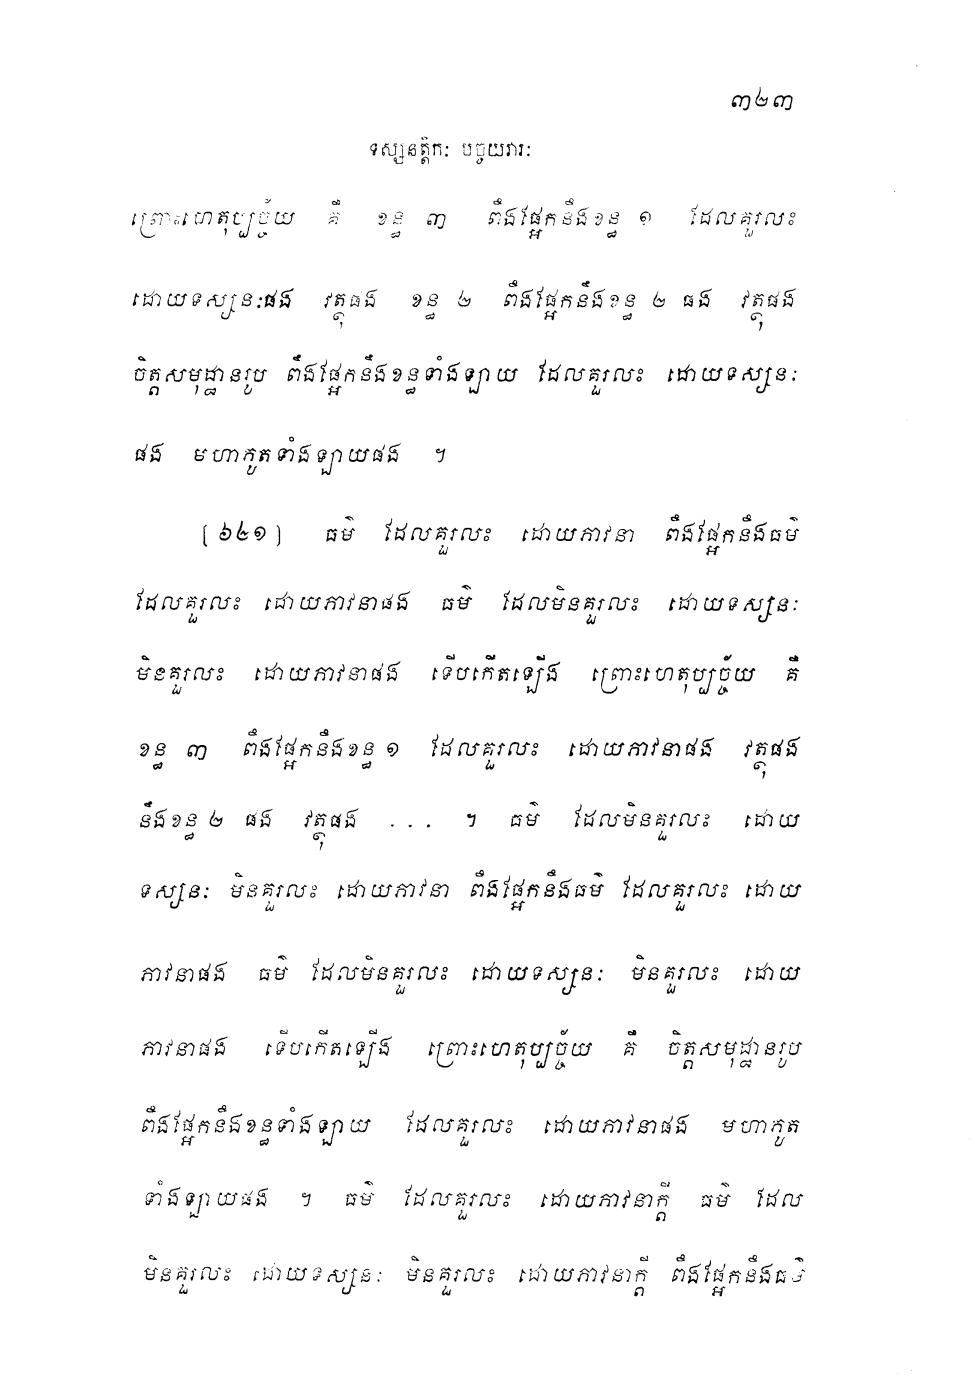 ៣២៣
ទស្សនត្តិកៈ បច្ចយវារៈ
ព្រោះហេតុប្បច្ច័យ គឺ ខន្ធ ៣ ពឹងផ្អែកនឹងខន្ធ ១ ដែលគួរលះ
ដោយទស្សនៈផង វត្ថុផង ខន្ធ ២ ពឹងផ្អែកនឹងខន្ធ ២ ផង វត្ថុផង
ចិត្តសមុដ្ឋានរូប ពឹងផ្អែកនឹងខន្ធទាំងឡាយ ដែលគួរលះ ដោយទស្សនៈ
ផង មហាភូតទាំងឡាយផង ។
(៦៤១) ធម៌ ដែលគួរលះ ដោយភាវនា ពឹងផ្អែកនឹងធម៌
ដែលគួរលះ ដោយភាវនាផង ធម៌ ដែលមិនគួរលះ ដោយទស្សនៈ
មិនគួរលះ ដោយភាវនាផង ទើបកើតឡើង ព្រោះហេតុប្បច្ច័យ គឺ
ខន្ធ ៣ ពឹងផ្អែកនឹងខន្ធ ១ ដែលគួរលះ ដោយភាវនាផង វត្ថុផង
នឹងខន្ធ ២ ផង វត្ថុផង ... ។ ធម៌ ដែលមិនគួរលះ ដោយ
ទស្សនៈ មិនគួរលះ ដោយភាវនា ពឹងផ្អែកនឹងធម៌ ដែលគួរលះ ដោយ
ភាវនាផង ធម៌ ដែលមិនគួរលះ ដោយទស្សនៈ មិនគួរលះ ដោយ
ភាវនាផង ទើបកើតឡើង ព្រោះហេតុប្បច្ច័យ គឺ ចិត្តសមុដ្ឋានរូប
ពឹងផ្អែកនឹងខន្ធទាំងឡាយ ដែលគួរលះ ដោយភាវនាផង មហាភូត
ទាំងឡាយផង ។ ធម៌ ដែលគួរលះ ដោយភាវនាក្តី ធម៌ ដែល
មិនគួរលះ ដោយទស្សនៈ មិនគួរលះ ដោយភាវនាក្តី ពឹងផ្អែកនឹងធម៌